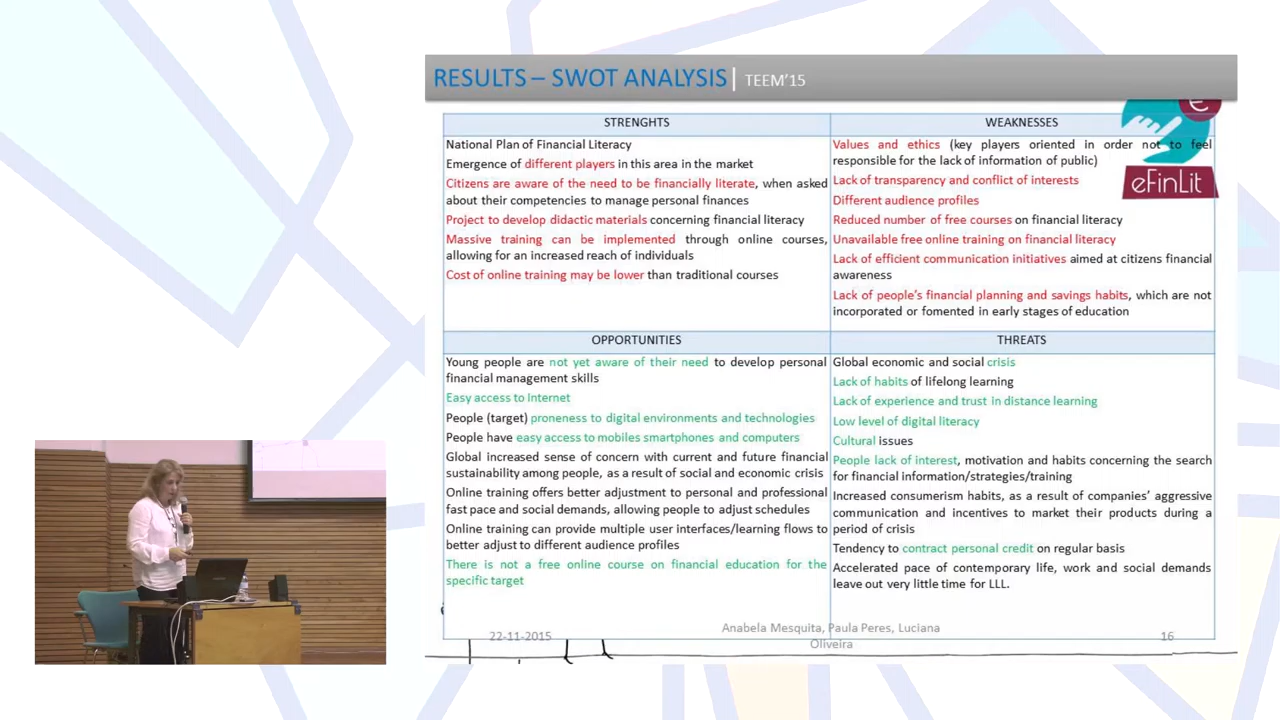 RESULTS – SWOT ANALYSIS| TEEM'15
STRENGHTS
National Plan of Financial Literacy
Emergence of different players in this area in the market
Citizens are aware of the need to be financially literate, when asked
about their competencies to manage personal finances
Project to develop didactic materials concerning financial literacy
Massive training can be implemented through online courses,
allowing for an increased reach of individuals
Cost of online training may be lower than traditional courses
WEAKNESSES
Values and ethics (key players oriented in order not to feel
responsible for the lack of information of public)
Lack of transparency and conflict of interests
Different audience profiles
Reduced number of free courses on financial literacy
Unavailable free online training on financial literacy
Lack of efficient communication initiatives aimed at citizens financial
awareness
Lack of people's financial planning and savings habits, which are not
incorporated or fomented in early stages of education
e
eFinLit
OPPORTUNITIES
Young people are not yet aware of their need to develop personal
financial management skills
Easy access to internet
People (target) proneness to digital environments and technologies
People have easy access to mobiles smartphones and computers
Global increased sense of concern with current and future financial
sustainability among people, as a result of social and economic crisis
Online training offers better adjustment to personal and professional
fast pace and social demands, allowing people to adjust schedules
Online training can provide multiple user interfaces/learning flows to
better adjust to different audience profiles
There is not a free online course on financial education for the
specific target
THREATS
Global economic and social crisis
Lack of habits of lifelong learning
Lack of experience and trust in distance learning
Low level of digital literacy
Cultural issues
People lack of interest, motivation and habits concerning the search
for financial information/strategies/training
Increased consumerism habits, as a result of companies' aggressive
communication and incentives to market their products during a
period of crisis
Tendency to contract personal credit on regular basis
Accelerated pace of contemporary life, work and social demands
leave out very little time for LLL.
22-11-2015
Anabela Mesquita, Paula Peres, Luciana
Oliveira
16